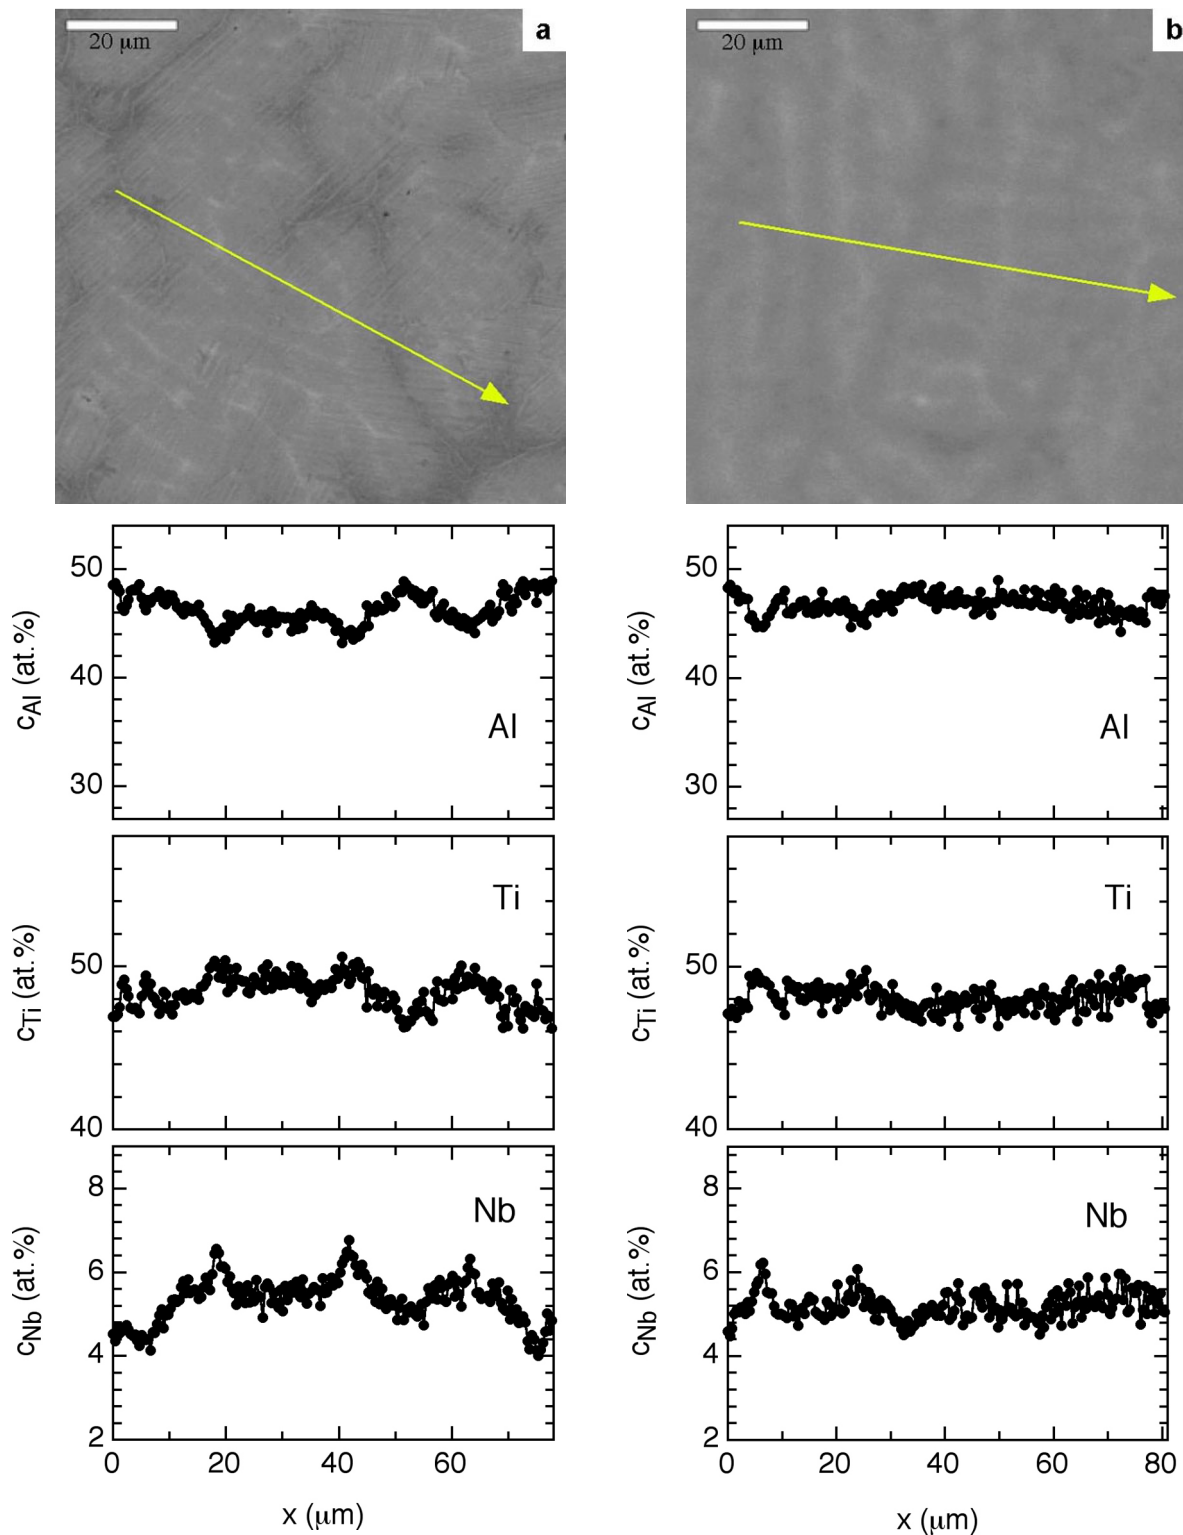 20 μm
a
20 μm
b
50
40
30
c_Al (at.%)
Al
50
40
30
c_Al (at.%)
Al
50
40
c_Ti (at.%)
Ti
50
40
c_Ti (at.%)
Ti
8
6
4
2
c_Nb (at.%)
Nb
0 20 40 60
x (μm)
8
6
4
2
c_Nb (at.%)
Nb
0 20 40 60 80
x (μm)